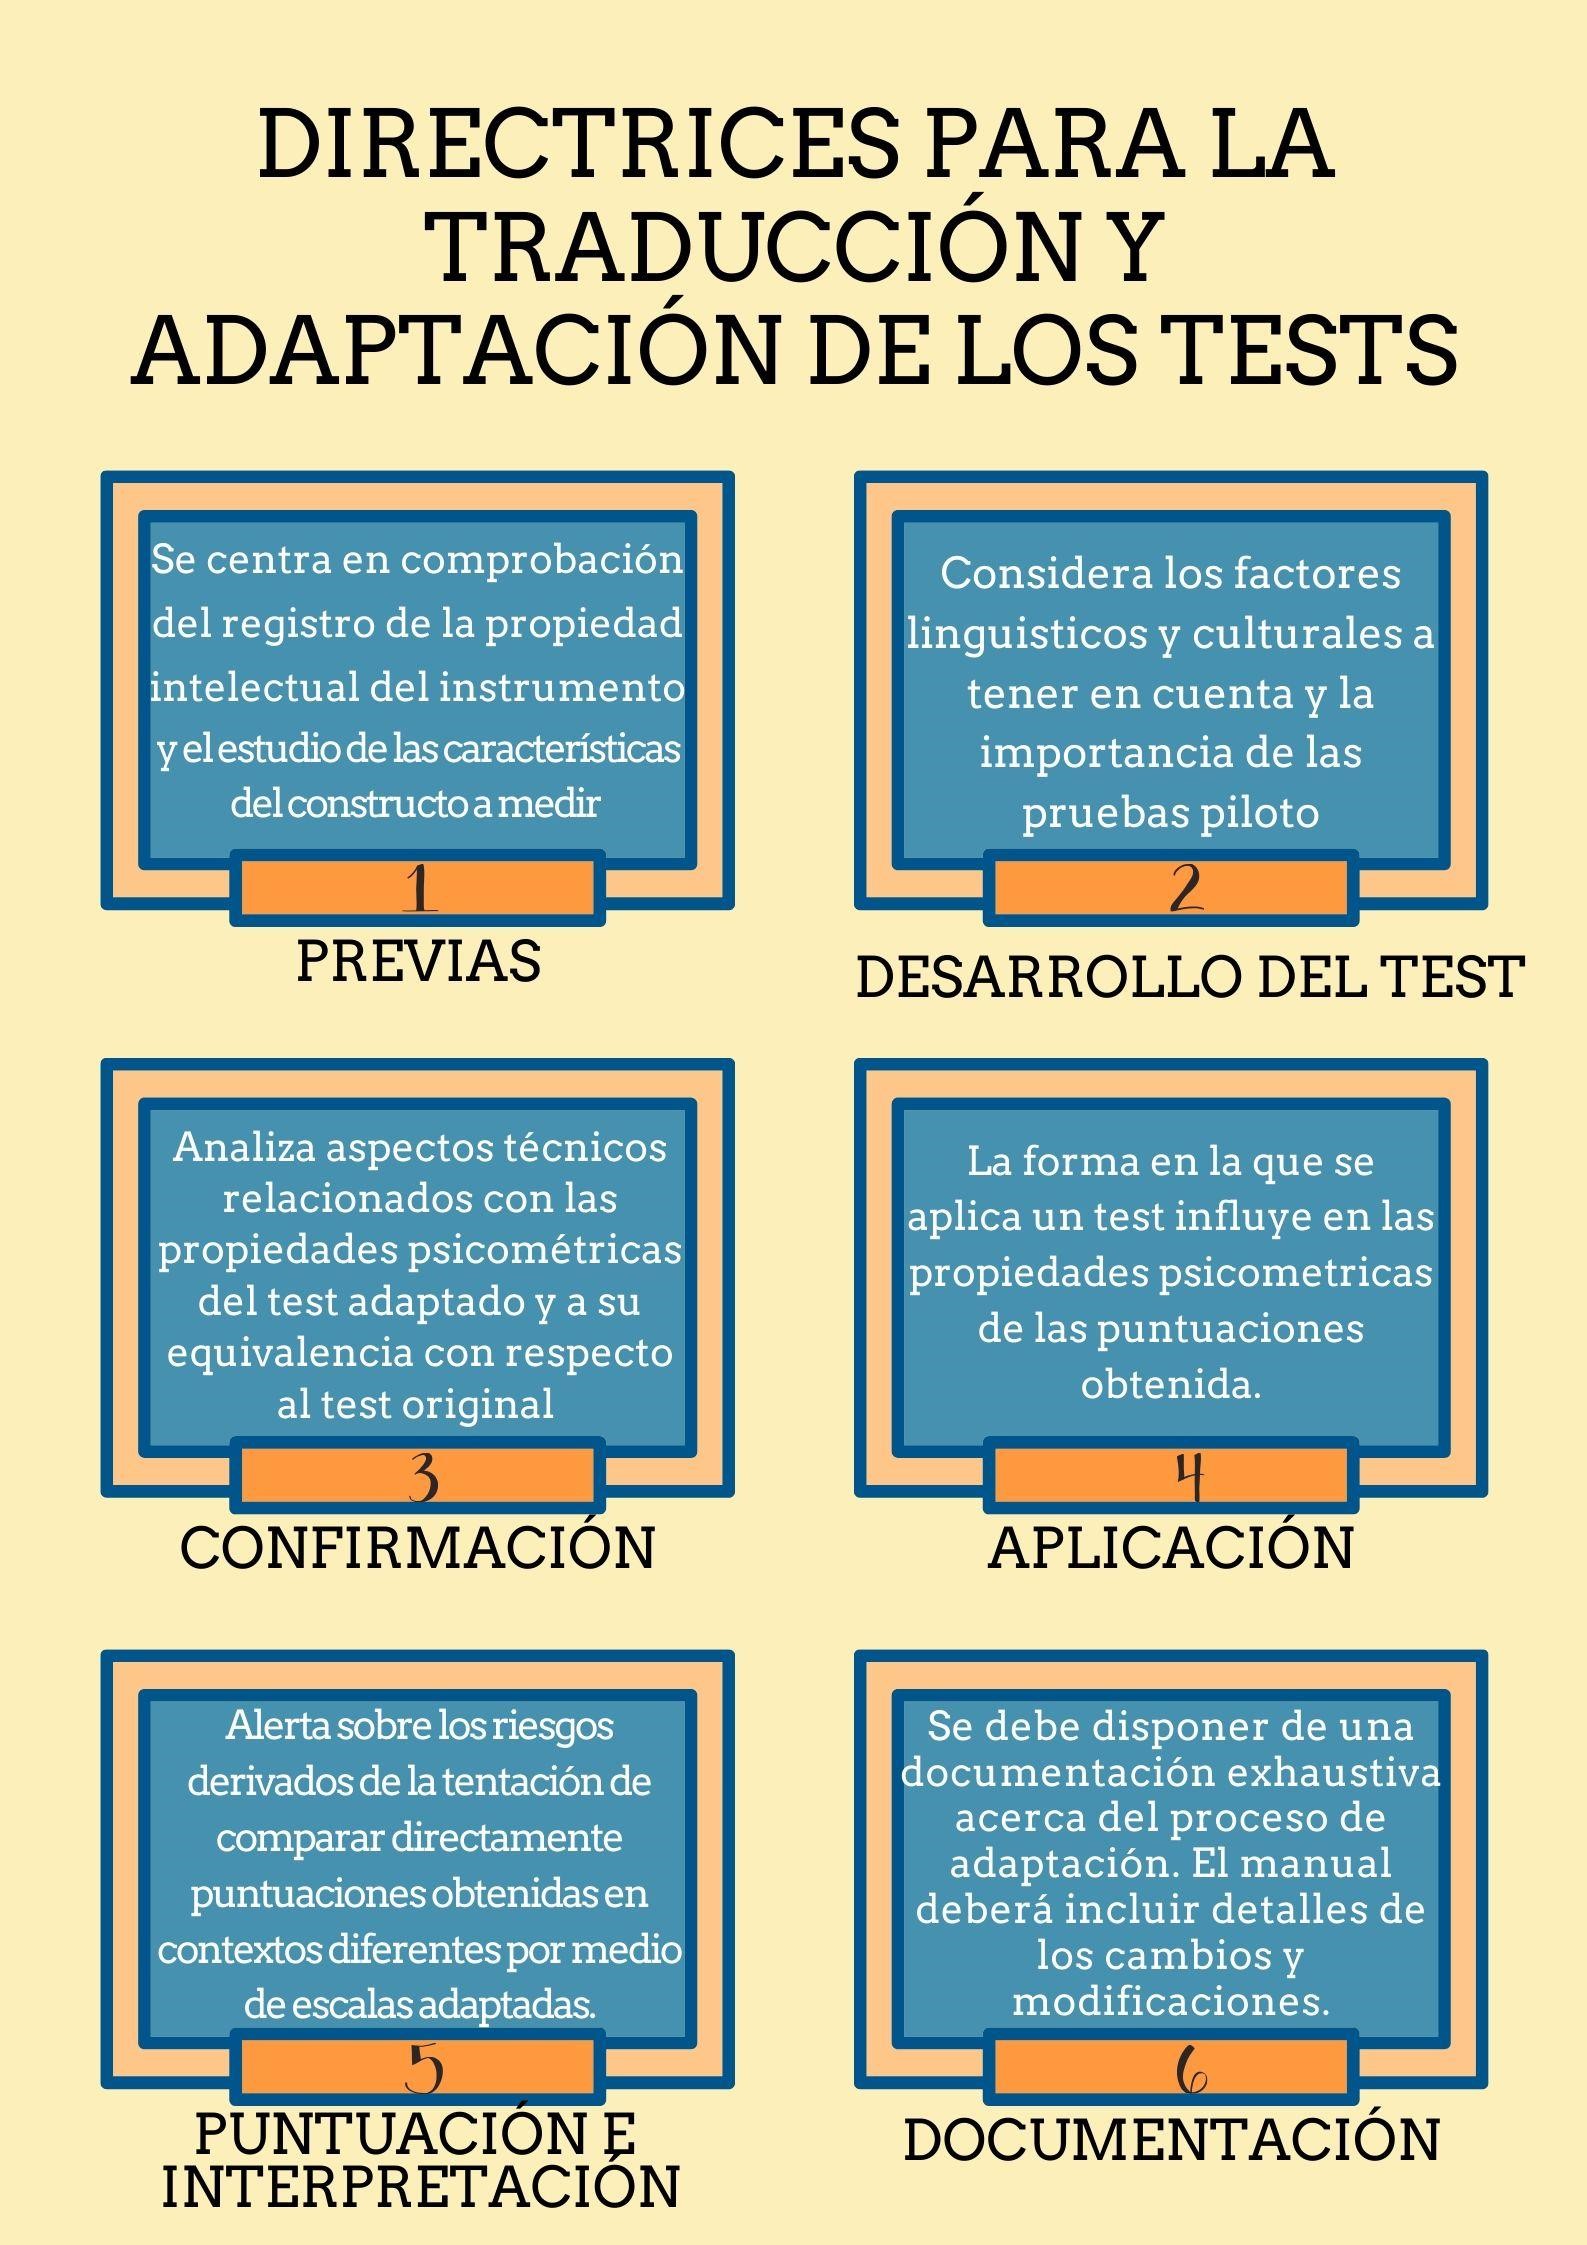 DIRECTRICES PARA LA
TRADUCCIÓN Y
ADAPTACIÓN DE LOS TESTS
Se centra en comprobación
del registro de la propiedad
intelectual del instrumento
y el estudio de las características
del constructo a medir
1
PREVIAS
Considera los factores
linguisticos y culturales a
tener en cuenta y la
importancia de las
pruebas piloto
2
DESARROLLO DEL TEST
Analiza aspectos técnicos
relacionados con las
propiedades psicométricas
del test adaptado y a su
equivalencia con respecto
al test original
3
CONFIRMACIÓN
La forma en la que se
aplica un test influye en las
propiedades psicometricas
de las puntuaciones
obtenida.
4
APLICACIÓN
Alerta sobre los riesgos
derivados de la tentación de
comparar directamente
puntuaciones obtenidas en
contextos diferentes por medio
de escalas adaptadas.
5
PUNTUACIÓN E
INTERPRETACIÓN
Se debe disponer de una
documentación exhaustiva
acerca del proceso de
adaptación. El manual
deberá incluir detalles de
los cambios y
modificaciones.
6
DOCUMENTACIÓN